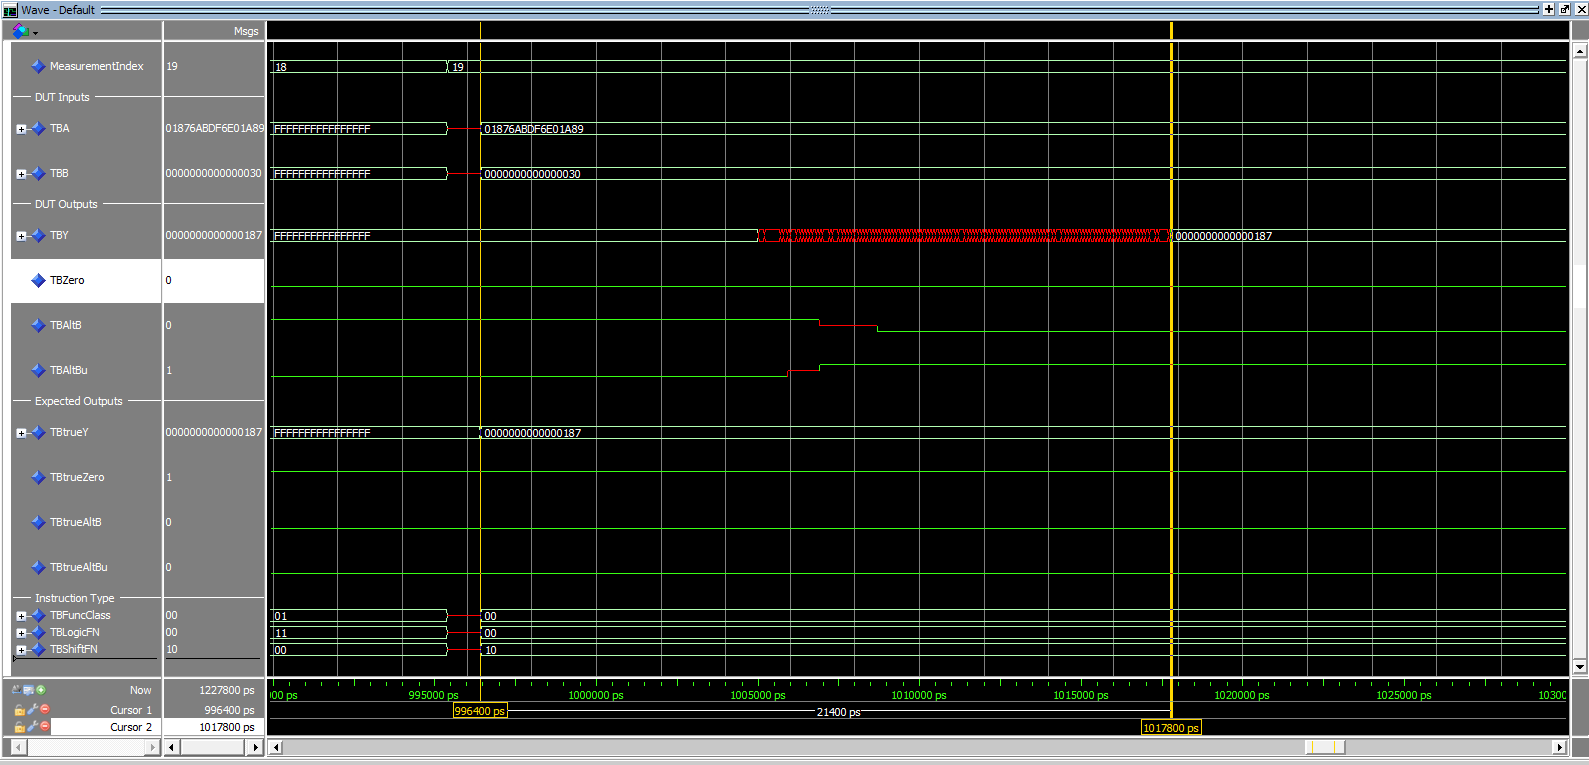 Wave - Default
Msgs
MeasurementIndex 19 18 19
DUT Inputs
TBA 01876ABDF6E01A89 FFFFFFFFFFFFFFFF 01876ABDF6E01A89
TBB 0000000000000030 FFFFFFFFFFFFFFFF 0000000000000030
DUT Outputs
TBY 0000000000000187 FFFFFFFFFFFFFFFF 0000000000000187
TBZero 0
TBAltB 0
TBAltBu 1
Expected Outputs
TBtrueY 0000000000000187 FFFFFFFFFFFFFFFF 0000000000000187
TBtrueZero 1
TBtrueAltB 0
TBtrueAltBu 0
Instruction Type
TBFuncClass 00 01 00
TBLogicFN 00 11 00
TBShiftFN 10 00 10
Now 1227800 ps 000 ps 995000 ps 1000000 ps 1005000 ps 1010000 ps 1015000 ps 1020000 ps 1025000 ps 10300
Cursor 1 996400 ps 996400 ps 21400 ps
Cursor 2 1017800 ps 1017800 ps